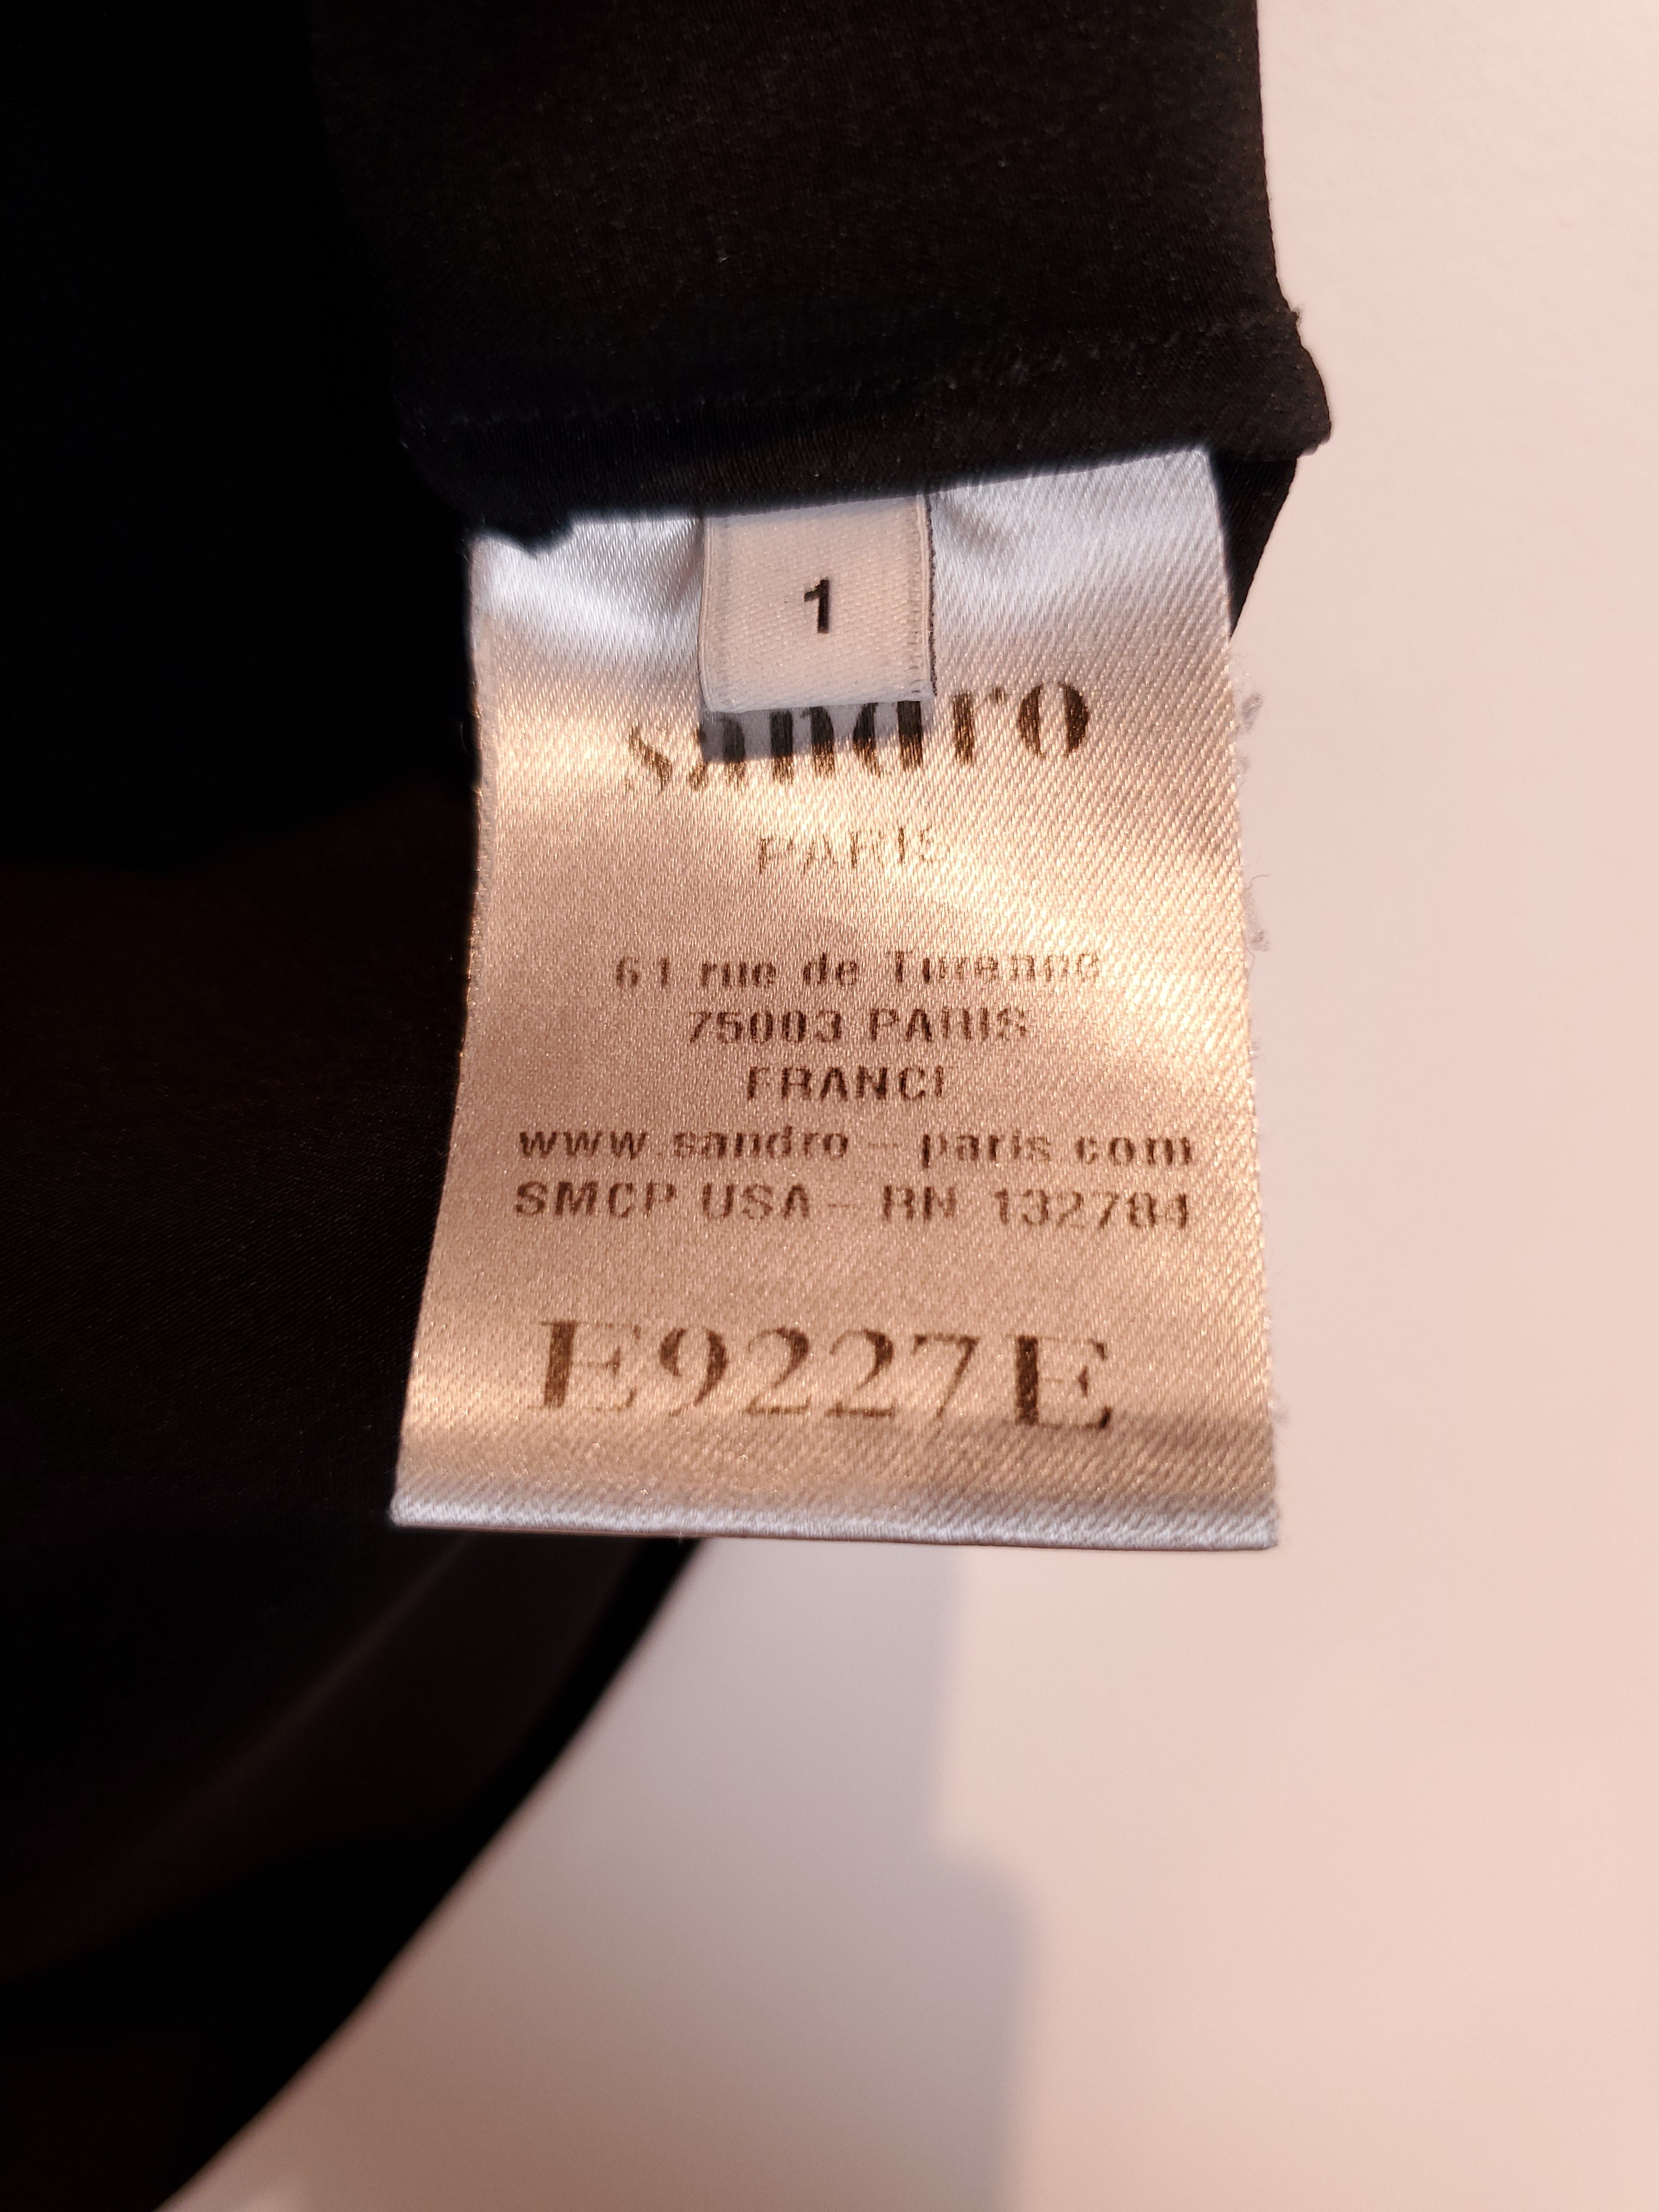 1
sandro
PARIS
61 rue de Turenne
75003 PARIS
FRANCE
www.sandro-paris.com
SMCP USA - RN 132784
E9227E